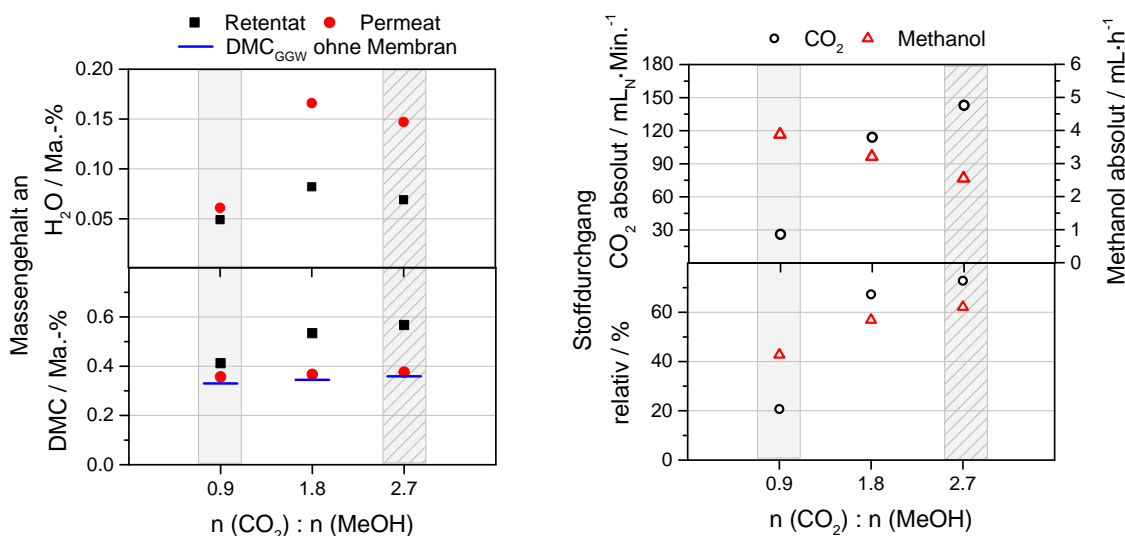 Retentat Permeat
DMC_GGW ohne Membran
Massengehalt an
H₂O / Ma.-%
0.20
0.15
0.10
0.05
DMC / Ma.-%
0.6
0.4
0.2
0.0
0.9 1.8 2.7
n (CO₂) : n (MeOH)
CO₂ Methanol
Stoffdurchgang
CO₂ absolut / mL_N·Min.⁻¹
180
150
120
90
60
30
Methanol absolut / mL·h⁻¹
6
5
4
3
2
1
0
relativ / %
60
40
20
0
0.9 1.8 2.7
n (CO₂) : n (MeOH)